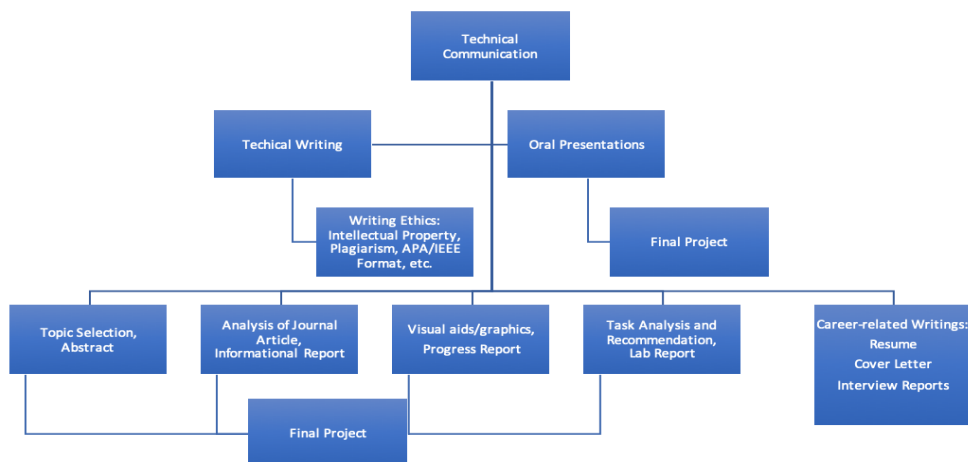 Technical
Communication
Techical Writing
Oral Presentations
Writing Ethics:
Intellectual Property,
Plagiarism, APA/IEEE
Format, etc.
Final Project
Topic Selection,
Abstract
Analysis of Journal
Article,
Informational Report
Visual aids/graphics,
Progress Report
Task Analysis and
Recommendation,
Lab Report
Career-related Writings:
Resume
Cover Letter
Interview Reports
Final Project